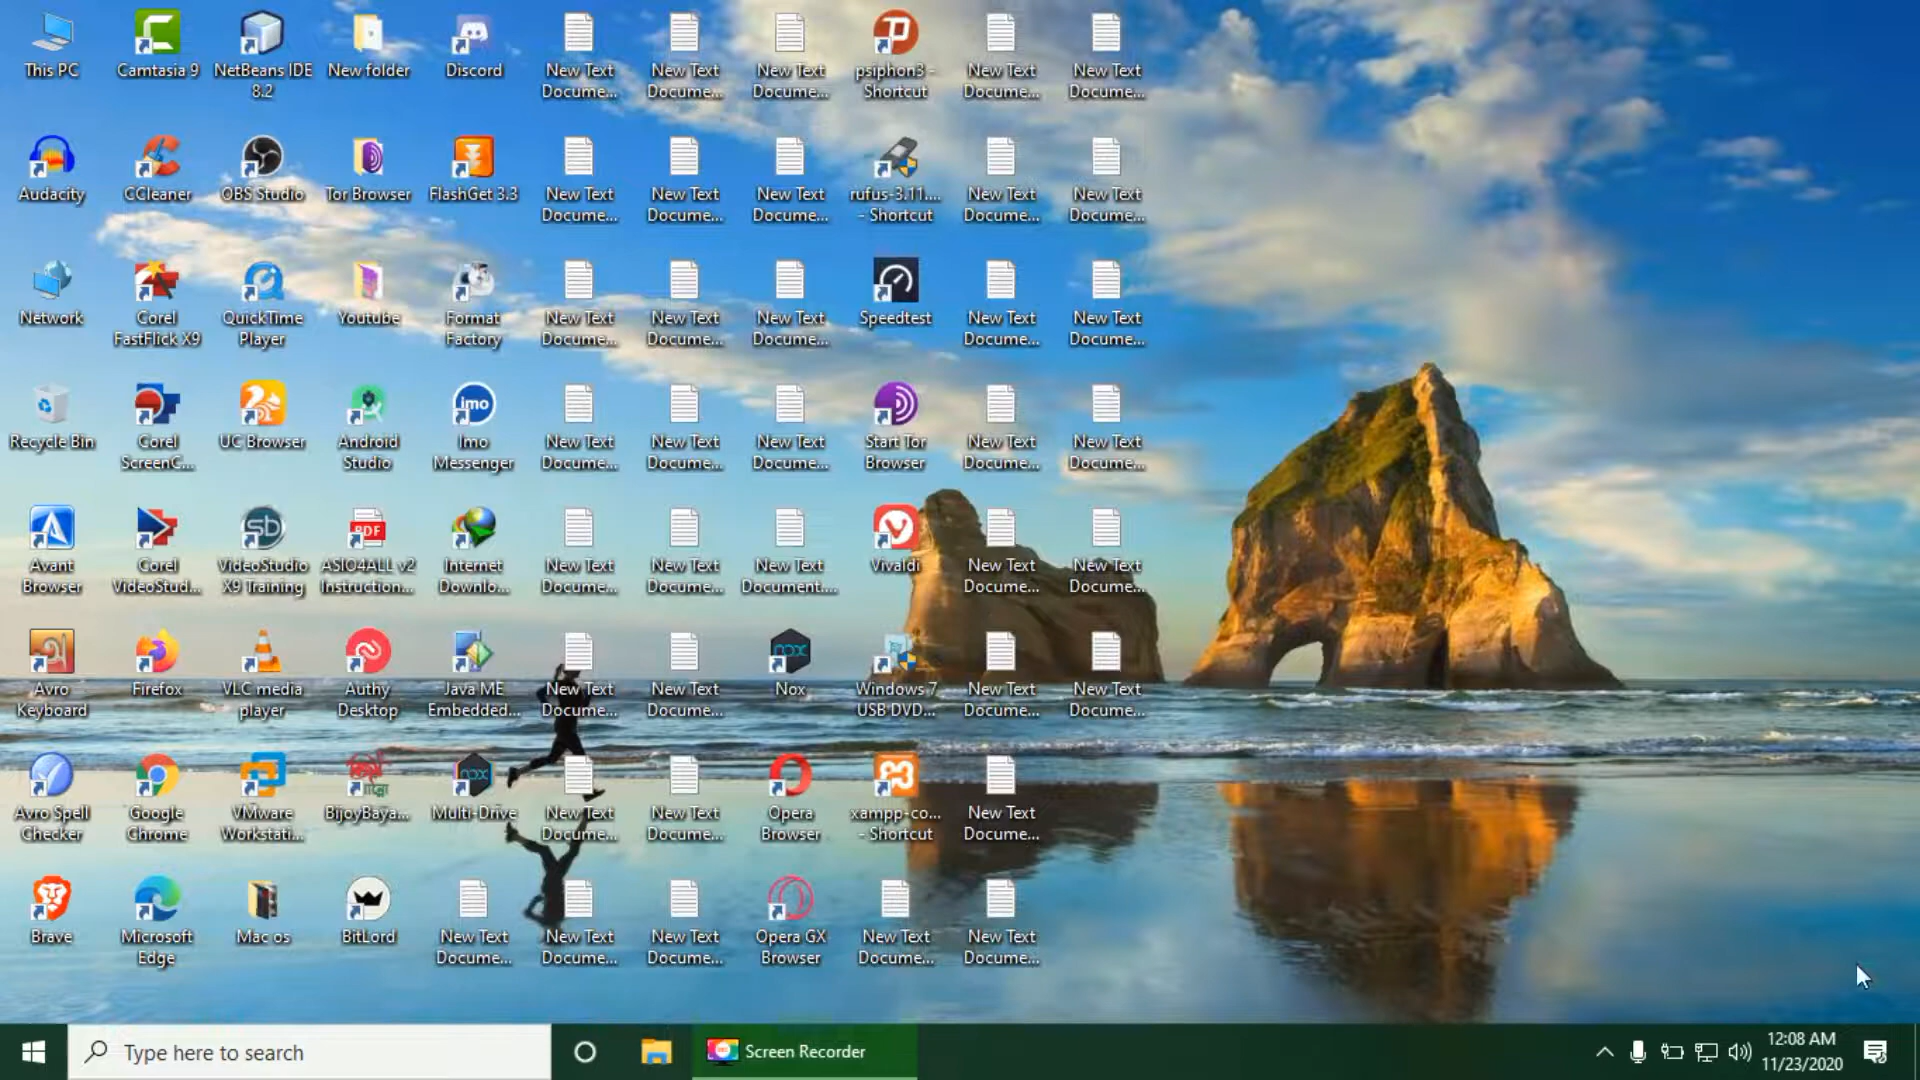 This PC
Camtasia 9
NetBeans IDE
8.2
New folder
Discord
New Text
Docume...
New Text
Docume...
New Text
Docume...
psiphon3 -
Shortcut
New Text
Docume...
New Text
Docume...
Audacity
CCleaner
OBS Studio
Tor Browser
FlashGet 3.3
New Text
Docume...
New Text
Docume...
New Text
Docume...
rufus-3.11....
- Shortcut
New Text
Docume...
New Text
Docume...
Network
Corel
FastFlick X9
QuickTime
Player
Youtube
Format
Factory
New Text
Docume...
New Text
Docume...
New Text
Docume...
Speedtest
New Text
Docume...
New Text
Docume...
Recycle Bin
Corel
ScreenC...
UC Browser
Android
Studio
imo
Imo
Messenger
New Text
Docume...
New Text
Docume...
New Text
Docume...
Start Tor
Browser
New Text
Docume...
New Text
Docume...
Avant
Browser
Corel
VideoStud...
sb
VideoStudio
X9 Training
PDF
ASIO4ALL v2
Instruction...
Internet
Downlo...
New Text
Docume...
New Text
Docume...
New Text
Document....
Vivaldi
New Text
Docume...
New Text
Docume...
Avro
Keyboard
Firefox
VLC media
player
Authy
Desktop
Java ME
Embedded...
New Text
Docume...
New Text
Docume...
nox
Nox
Windows 7
USB DVD...
New Text
Docume...
New Text
Docume...
Avro Spell
Checker
Google
Chrome
VMware
Workstati...
BijoyBaya...
nox
Multi-Drive
New Text
Docume...
New Text
Docume...
Opera
Browser
xampp-co...
- Shortcut
New Text
Docume...
Brave
Microsoft
Edge
Mac os
BitLord
New Text
Docume...
New Text
Docume...
New Text
Docume...
Opera GX
Browser
New Text
Docume...
New Text
Docume...
Type here to search
Screen Recorder
12:08 AM
11/23/2020